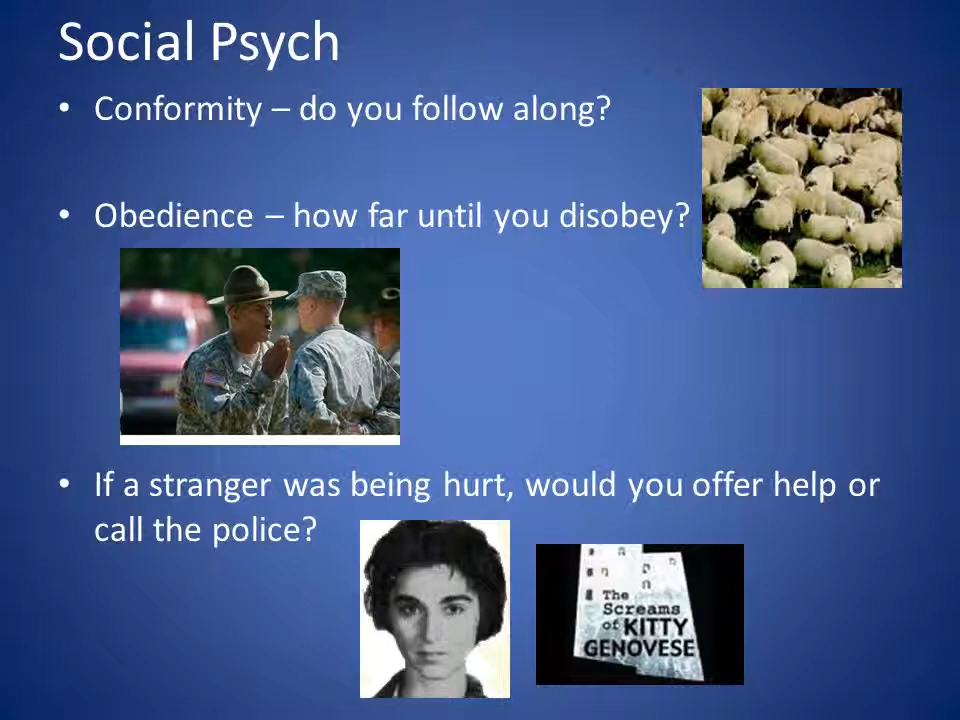 Social Psych
• Conformity – do you follow along?
• Obedience – how far until you disobey?
• If a stranger was being hurt, would you offer help or
call the police?
The
Screams
of KITTY
GENOVESE